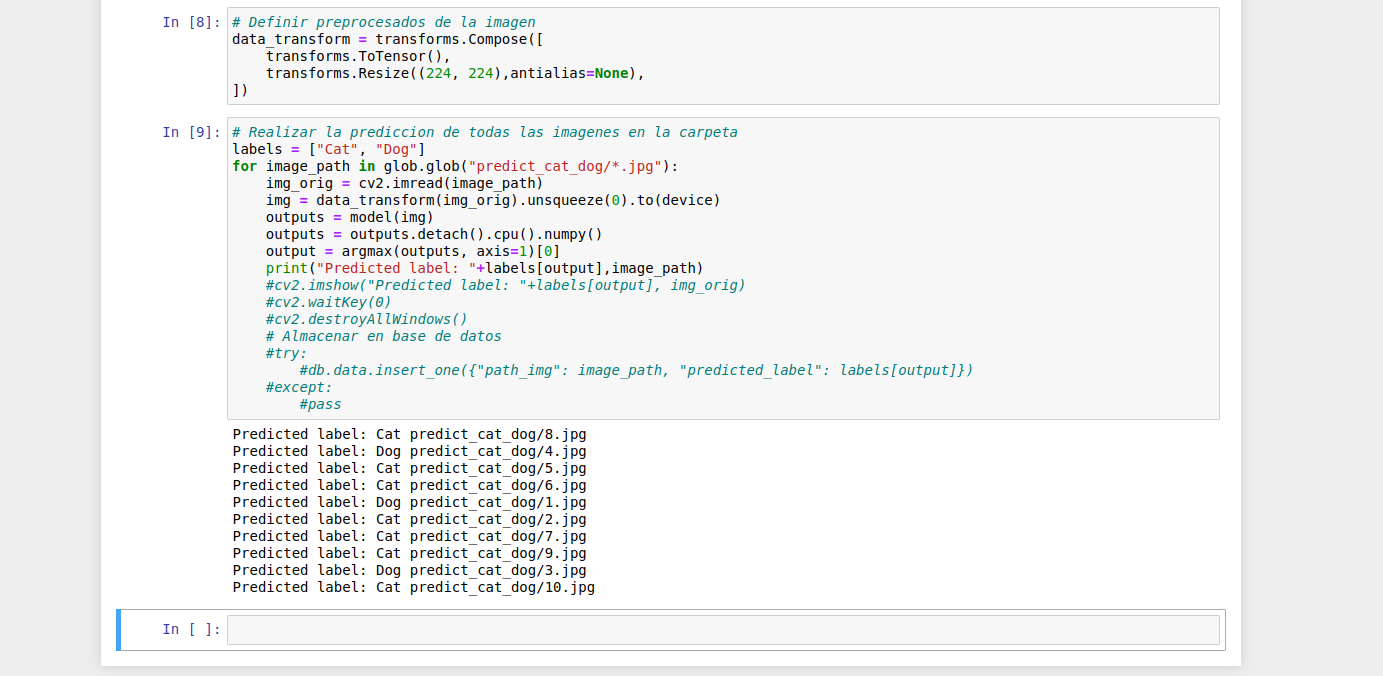 In [8]: # Definir preprocesados de la imagen
data_transform = transforms.Compose([
    transforms.ToTensor(),
    transforms.Resize((224, 224),antialias=None),
])
In [9]: # Realizar la prediccion de todas las imagenes en la carpeta
labels = ["Cat", "Dog"]
for image_path in glob.glob("predict_cat_dog/*.jpg"):
    img_orig = cv2.imread(image_path)
    img = data_transform(img_orig).unsqueeze(0).to(device)
    outputs = model(img)
    outputs = outputs.detach().cpu().numpy()
    output = argmax(outputs, axis=1)[0]
    print("Predicted label: "+labels[output],image_path)
    #cv2.imshow("Predicted label: "+labels[output], img_orig)
    #cv2.waitKey(0)
    #cv2.destroyAllWindows()
    # Almacenar en base de datos
    #try:
        #db.data.insert_one({"path_img": image_path, "predicted_label": labels[output]})
    #except:
        #pass
Predicted label: Cat predict_cat_dog/8.jpg
Predicted label: Dog predict_cat_dog/4.jpg
Predicted label: Cat predict_cat_dog/5.jpg
Predicted label: Cat predict_cat_dog/6.jpg
Predicted label: Dog predict_cat_dog/1.jpg
Predicted label: Cat predict_cat_dog/2.jpg
Predicted label: Cat predict_cat_dog/7.jpg
Predicted label: Cat predict_cat_dog/9.jpg
Predicted label: Dog predict_cat_dog/3.jpg
Predicted label: Cat predict_cat_dog/10.jpg
In [ ]: